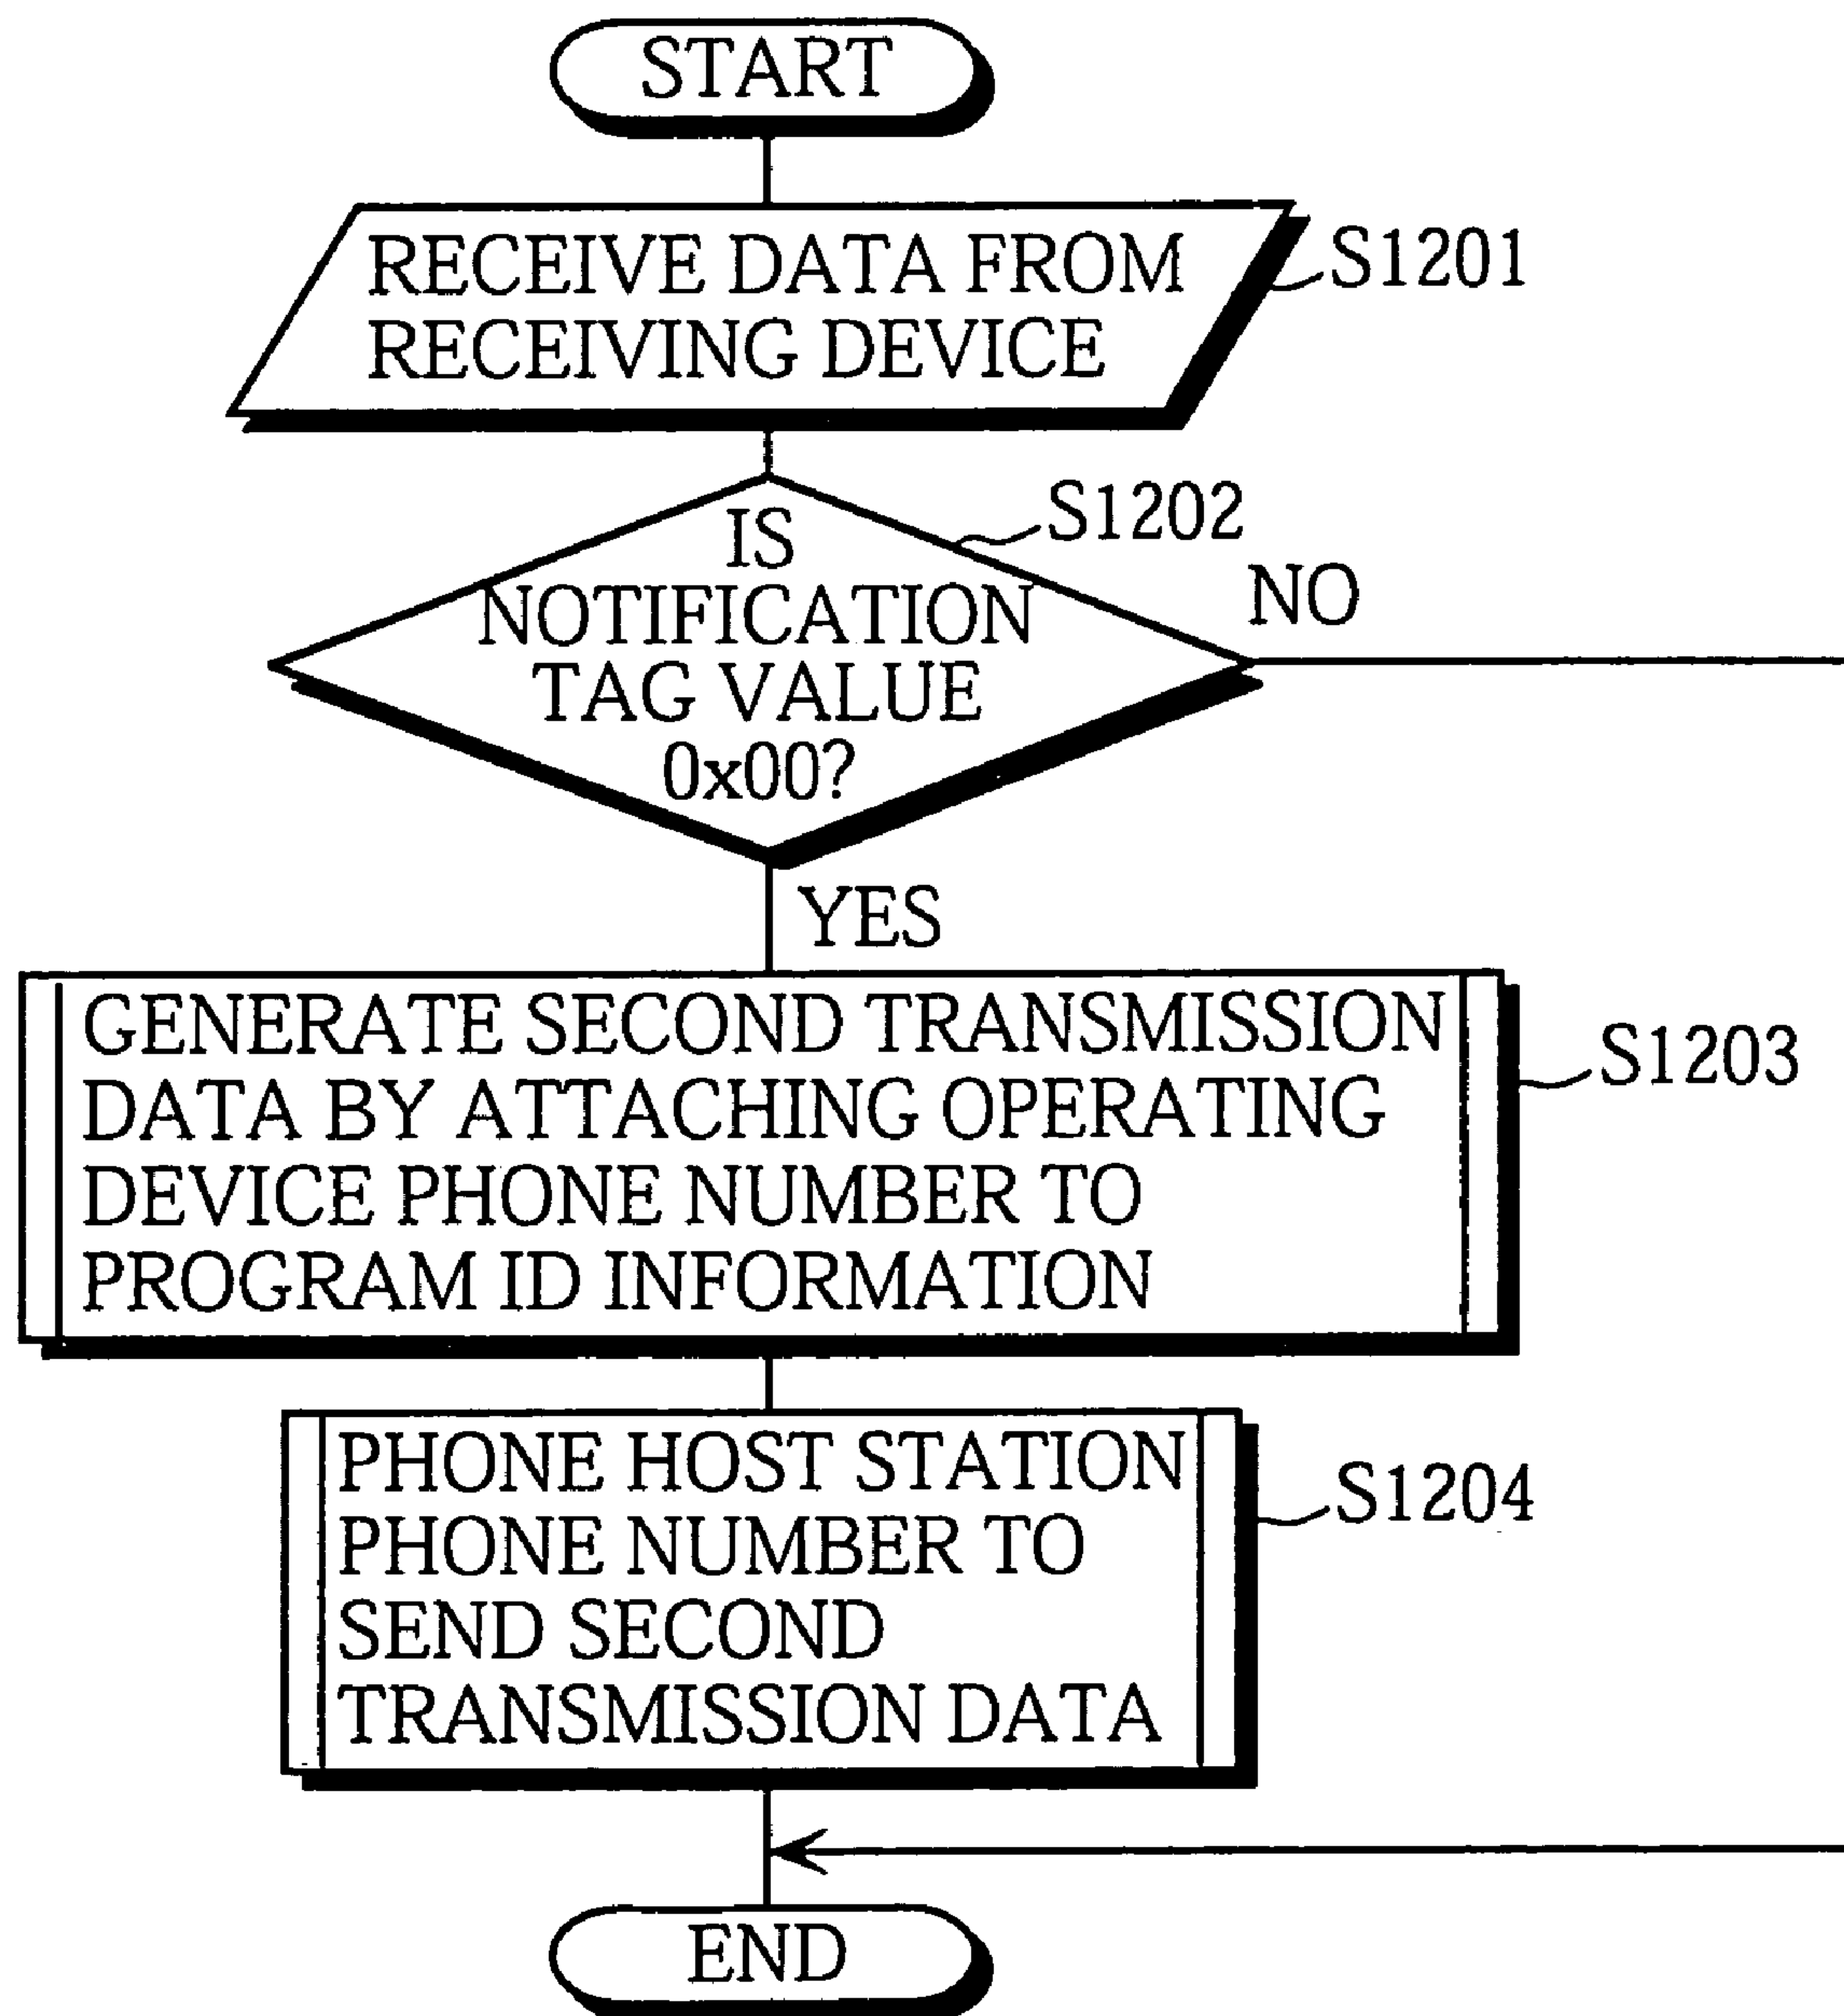 START
RECEIVE DATA FROM
RECEIVING DEVICE
S1201
IS
NOTIFICATION
TAG VALUE
0x00?
S1202
NO
YES
GENERATE SECOND TRANSMISSION
DATA BY ATTACHING OPERATING
DEVICE PHONE NUMBER TO
PROGRAM ID INFORMATION
S1203
PHONE HOST STATION
PHONE NUMBER TO
SEND SECOND
TRANSMISSION DATA
S1204
END